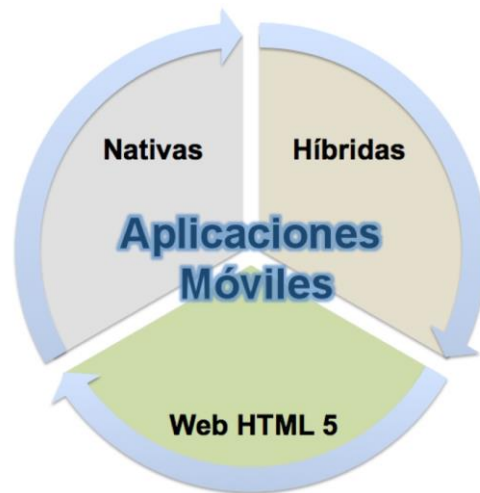 Nativas
Híbridas
Aplicaciones
Móviles
Web HTML 5